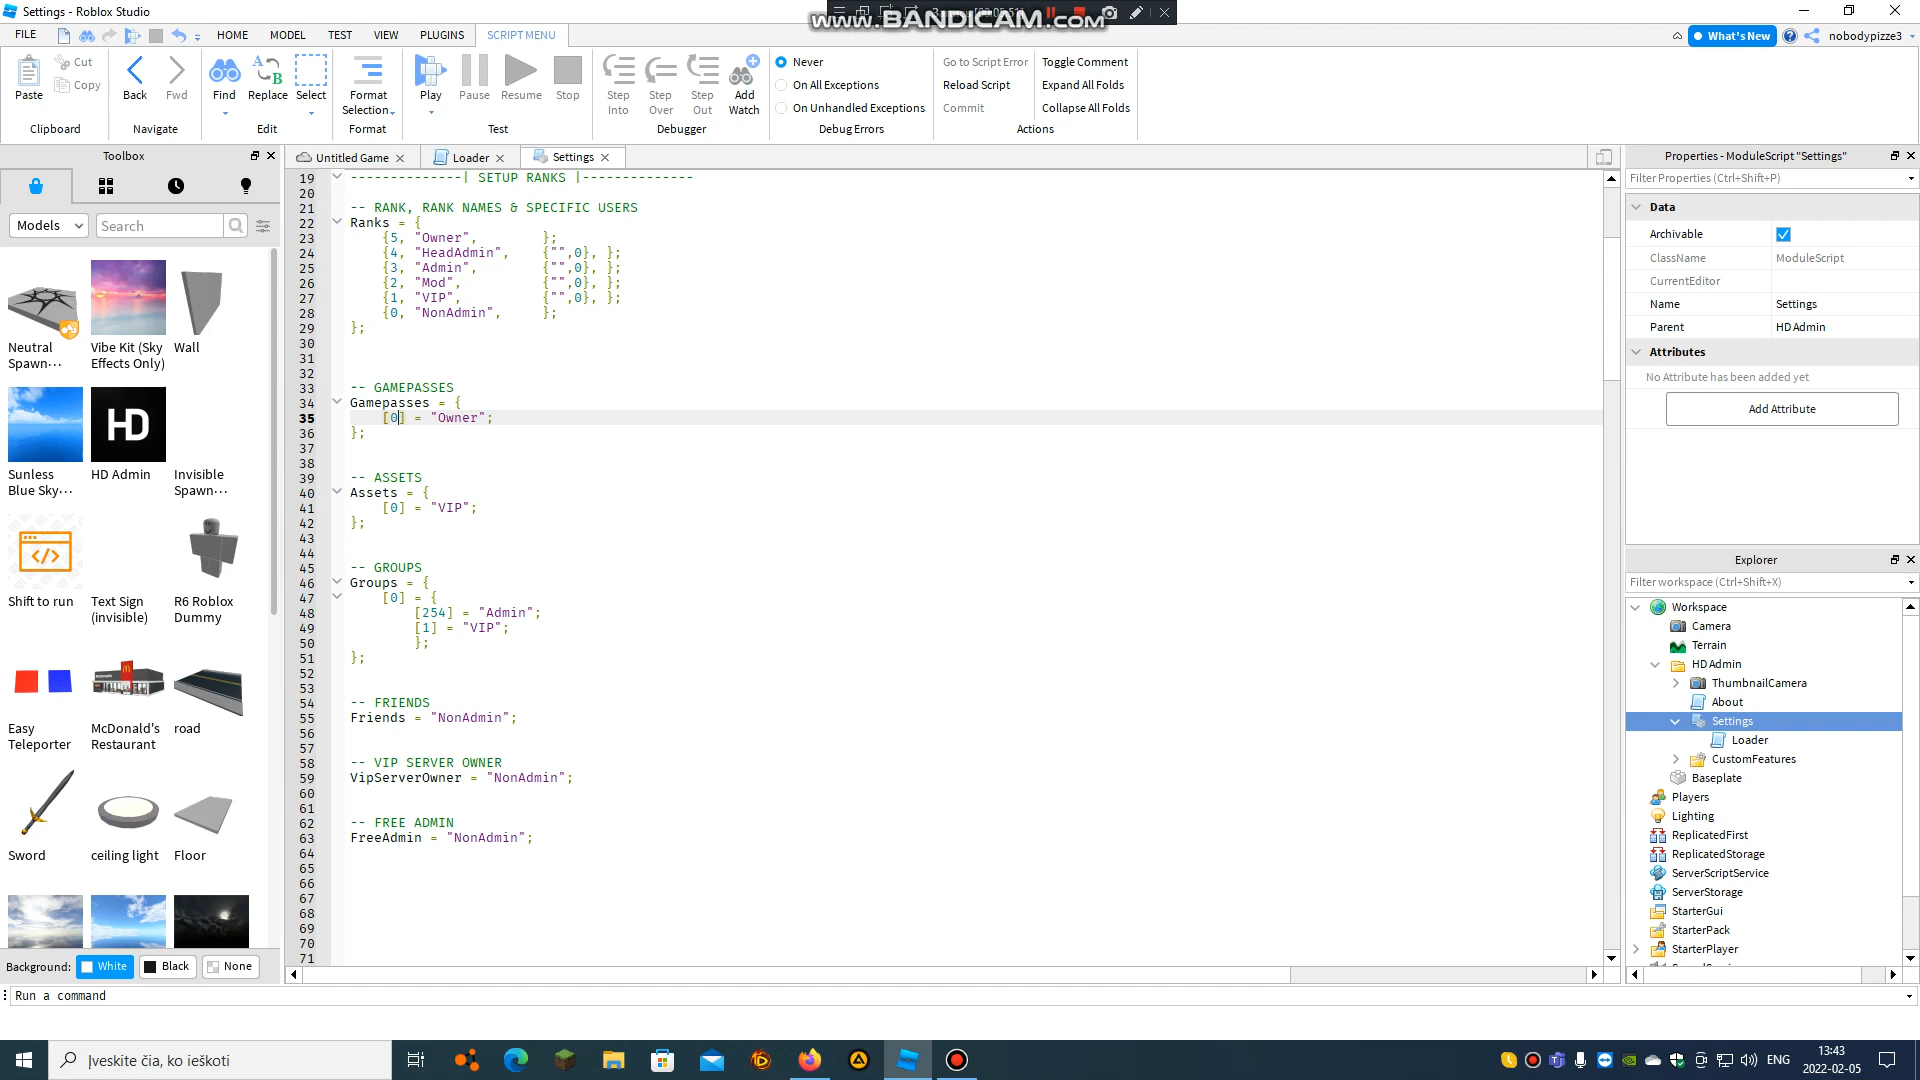 Settings - Roblox Studio
www.BANDICAM.com
FILE
HOME
MODEL
TEST
VIEW
PLUGINS
SCRIPT MENU
What's New
nobodypizze3
Paste
Cut
Copy
Clipboard
Back
Fwd
Navigate
Find
Replace
Select
Edit
Format
Selection
Format
Play
Pause
Resume
Stop
Test
Step
Into
Step
Over
Step
Out
Add
Watch
Debugger
Never
On All Exceptions
On Unhandled Exceptions
Debug Errors
Go to Script Error
Reload Script
Commit
Toggle Comment
Expand All Folds
Collapse All Folds
Actions
Toolbox
Models
Search
Neutral
Spawn...
Vibe Kit (Sky
Effects Only)
Wall
Sunless
Blue Sky...
HD
HD Admin
Invisible
Spawn...
Shift to run
Text Sign
(invisible)
R6 Roblox
Dummy
Easy
Teleporter
McDonald's
Restaurant
road
Sword
ceiling light
Floor
Background:
White
Black
None
Untitled Game
Loader
Settings
19 --------------| SETUP RANKS |--------------
20
21 -- RANK, RANK NAMES & SPECIFIC USERS
22 Ranks = {
23 {5, "Owner", };
24 {4, "HeadAdmin", {"",0}, };
25 {3, "Admin", {"",0}, };
26 {2, "Mod", {"",0}, };
27 {1, "VIP", {"",0}, };
28 {0, "NonAdmin", };
29 };
30
31
32
33 -- GAMEPASSES
34 Gamepasses = {
35 [0] = "Owner";
36 };
37
38
39 -- ASSETS
40 Assets = {
41 [0] = "VIP";
42 };
43
44
45 -- GROUPS
46 Groups = {
47 [0] = {
48 [254] = "Admin";
49 [1] = "VIP";
50 };
51 };
52
53
54 -- FRIENDS
55 Friends = "NonAdmin";
56
57
58 -- VIP SERVER OWNER
59 VipServerOwner = "NonAdmin";
60
61
62 -- FREE ADMIN
63 FreeAdmin = "NonAdmin";
64
65
66
67
68
69
70
71
Properties - ModuleScript "Settings"
Filter Properties (Ctrl+Shift+P)
Data
Archivable
ClassName ModuleScript
CurrentEditor
Name Settings
Parent HD Admin
Attributes
No Attribute has been added yet
Add Attribute
Explorer
Filter workspace (Ctrl+Shift+X)
Workspace
Camera
Terrain
HD Admin
ThumbnailCamera
About
Settings
Loader
CustomFeatures
Baseplate
Players
Lighting
ReplicatedFirst
ReplicatedStorage
ServerScriptService
ServerStorage
StarterGui
StarterPack
StarterPlayer
Run a command
Įveskite čia, ko ieškoti
ENG
13:43
2022-02-05